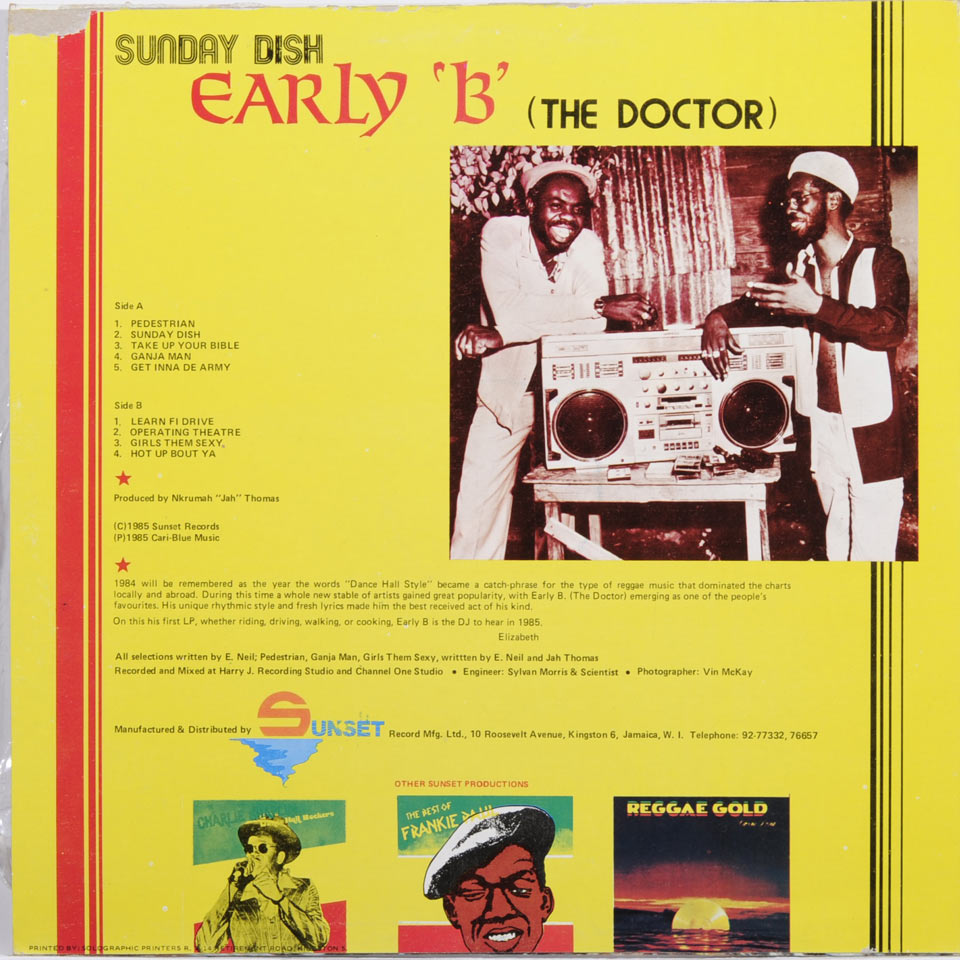 SUNDAY DISH
EARLY 'B' (THE DOCTOR)
Side A
1. PEDESTRIAN
2. SUNDAY DISH
3. TAKE UP YOUR BIBLE
4. GANJA MAN
5. GET INNA DE ARMY
Side B
1. LEARN FI DRIVE
2. OPERATING THEATRE
3. GIRLS THEM SEXY,
4. HOT UP BOUT YA
Produced by Nkrumah "Jah" Thomas
(C)1985 Sunset Records
(P)1985 Cari-Blue Music
1984 will be remembered as the year the words "Dance Hall Style" became a catch-phrase for the type of reggae music that dominated the charts
locally and abroad. During this time a whole new stable of artists gained great popularity, with Early B. (The Doctor) emerging as one of the people's
favourites. His unique rhythmic style and fresh lyrics made him the best received act of his kind.
On this his first LP, whether riding, driving, walking, or cooking, Early B is the DJ to hear in 1985.
Elizabeth
All selections written by E. Neil; Pedestrian, Ganja Man, Girls Them Sexy, writtten by E. Neil and Jah Thomas
Recorded and Mixed at Harry J. Recording Studio and Channel One Studio • Engineer: Sylvan Morris & Scientist • Photographer: Vin McKay
Manufactured & Distributed by SUNSET Record Mfg. Ltd., 10 Roosevelt Avenue, Kingston 6, Jamaica, W. I. Telephone: 92-77332, 76657
OTHER SUNSET PRODUCTIONS
CHARLIE
THE BEST OF
FRANKIE PAUL
REGGAE GOLD
PRINTED BY: SOLOGRAPHIC PRINTERS